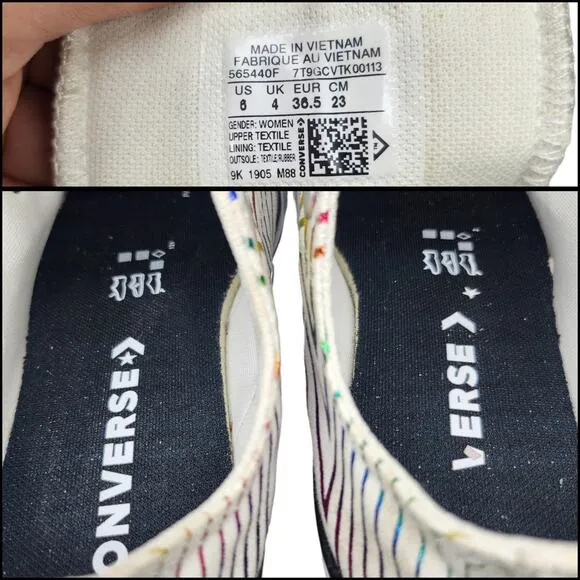 MADE IN VIETNAM
FABRIQUE AU VIETNAM
565440F 7T9GCVTK00113
US UK EUR CM
6 4 36.5 23
GENDER: WOMEN
UPPER TEXTILE
LINING: TEXTILE
OUTSOLE: TEXTILE/RUBBER
9K 1905 M88
CONVERSE
ONVERSE
V ERSE